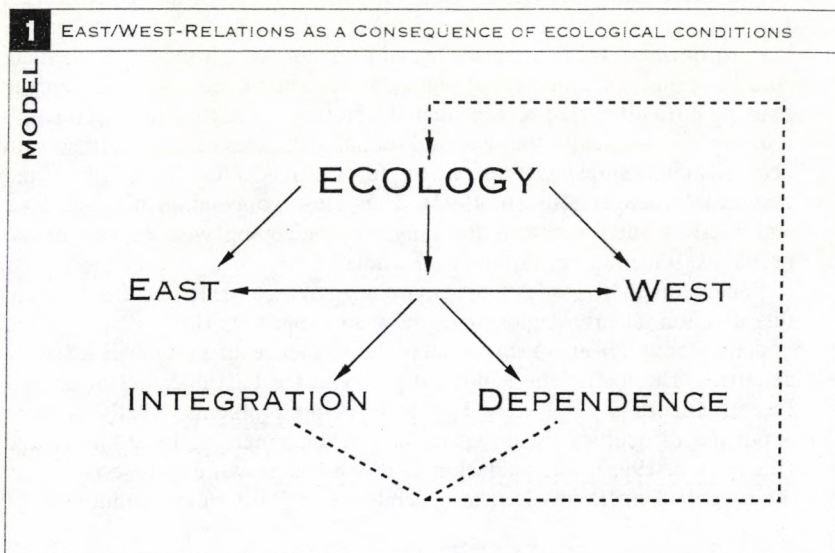 1 EAST/WEST-RELATIONS AS A CONSEQUENCE OF ECOLOGICAL CONDITIONS
MODEL
ECOLOGY
EAST WEST
INTEGRATION DEPENDENCE